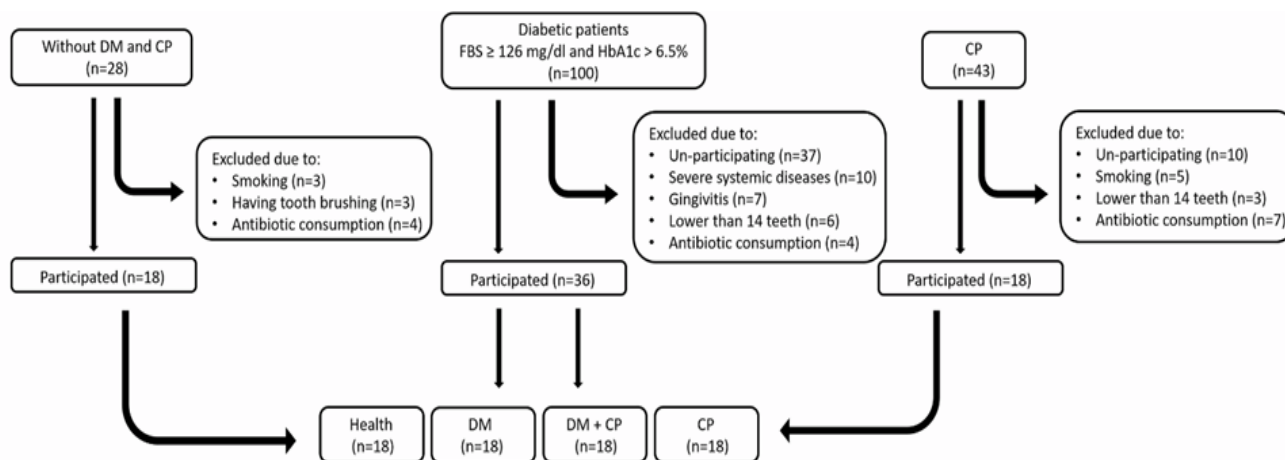 Without DM and CP
(n=28)
Diabetic patients
FBS ≥ 126 mg/dl and HbA1c > 6.5%
(n=100)
CP
(n=43)
Excluded due to:
• Smoking (n=3)
• Having tooth brushing (n=3)
• Antibiotic consumption (n=4)
Excluded due to:
• Un-participating (n=37)
• Severe systemic diseases (n=10)
• Gingivitis (n=7)
• Lower than 14 teeth (n=6)
• Antibiotic consumption (n=4)
Excluded due to:
• Un-participating (n=10)
• Smoking (n=5)
• Lower than 14 teeth (n=3)
• Antibiotic consumption (n=7)
Participated (n=18)
Participated (n=36)
Participated (n=18)
Health
(n=18)
DM
(n=18)
DM + CP
(n=18)
CP
(n=18)